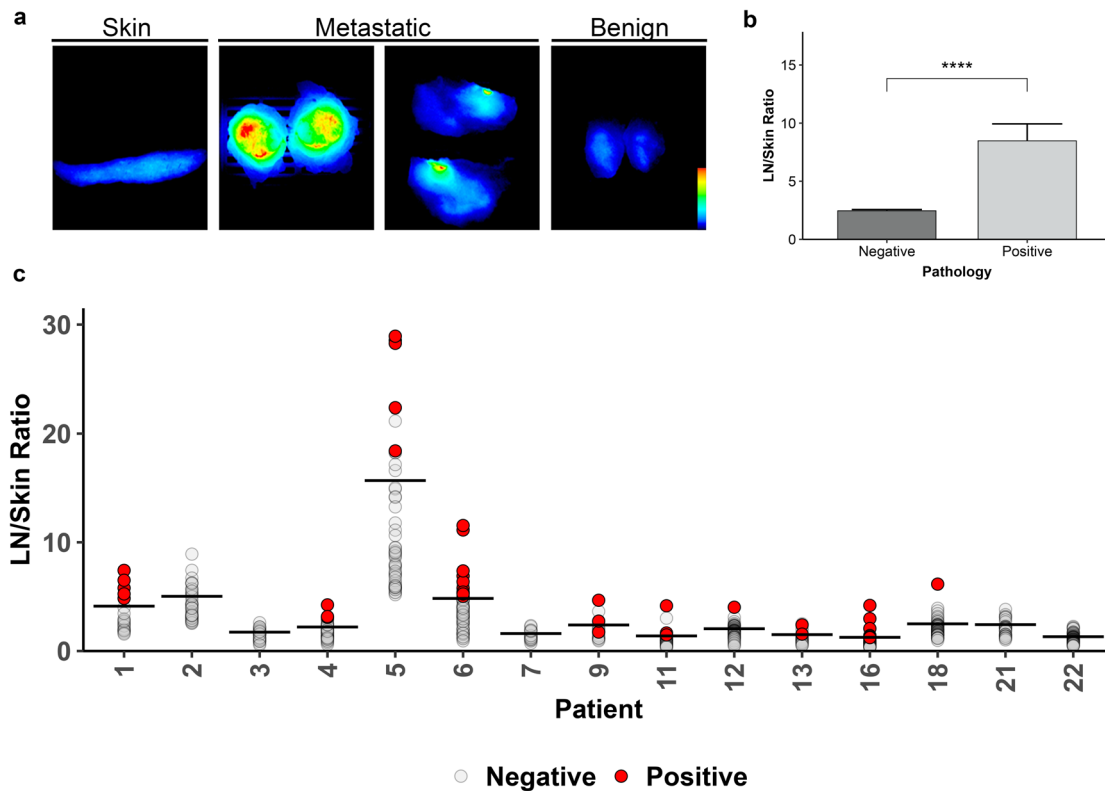 a
Skin Metastatic Benign
b
15
10
5
0
LN/Skin Ratio
****
Negative Positive
Pathology
c
30
20
10
0
LN/Skin Ratio
1 2 3 4 5 6 7 9 11 12 13 16 18 21 22
Patient
Negative Positive